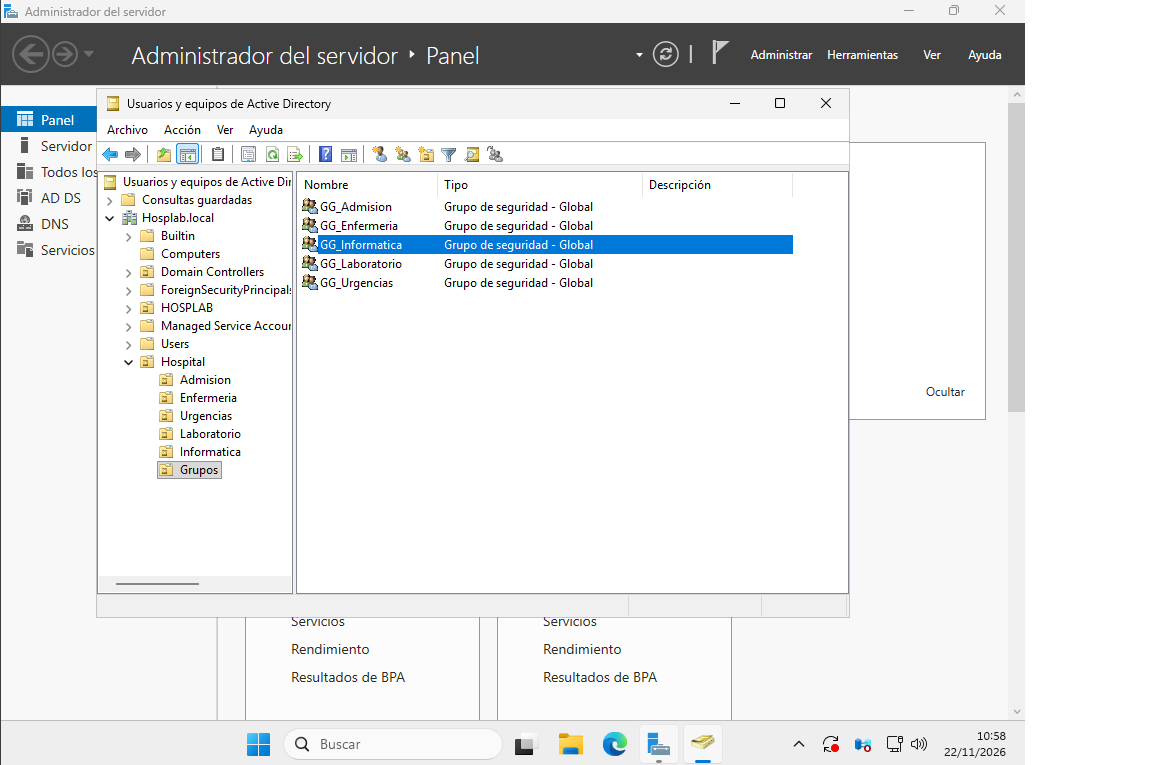 Administrador del servidor
Administrador del servidor Panel
Administrar Herramientas Ver Ayuda
Panel
Servidor
Todos los
AD DS
DNS
Servicios
Usuarios y equipos de Active Directory
Archivo Acción Ver Ayuda
Usuarios y equipos de Active Dir
Consultas guardadas
Hosplab.local
Builtin
Computers
Domain Controllers
ForeignSecurityPrincipals
HOSPLAB
Managed Service Accour
Users
Hospital
Admision
Enfermeria
Urgencias
Laboratorio
Informatica
Grupos
Nombre Tipo Descripción
GG_Admision Grupo de seguridad - Global
GG_Enfermeria Grupo de seguridad - Global
GG_Informatica Grupo de seguridad - Global
GG_Laboratorio Grupo de seguridad - Global
GG_Urgencias Grupo de seguridad - Global
Ocultar
Servicios
Rendimiento
Resultados de BPA
Servicios
Rendimiento
Resultados de BPA
Buscar
10:58
22/11/2026